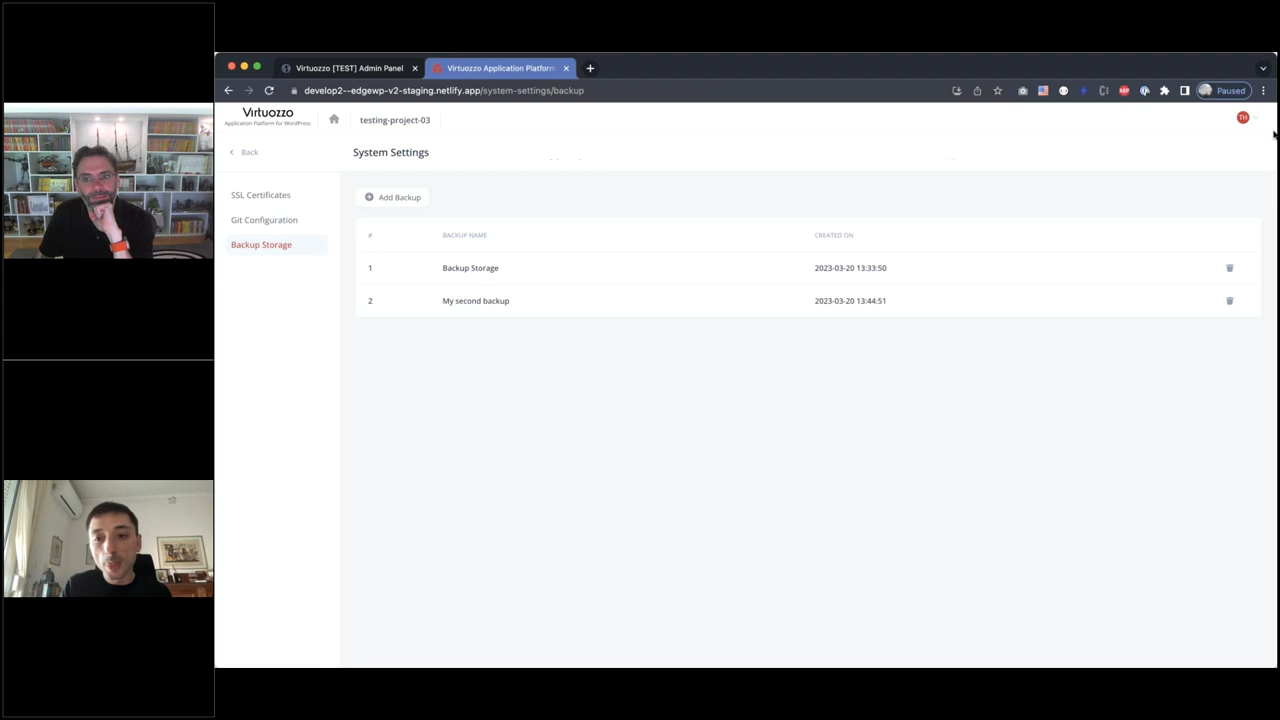 Virtuozzo [TEST] Admin Panel
Virtuozzo Application Platform
develop2--edgewp-v2-staging.netlify.app/system-settings/backup
ABP
Paused
Virtuozzo
Application Platform for WordPress
testing-project-03
TH
Back
System Settings
SSL Certificates
Git Configuration
Backup Storage
Add Backup
# BACKUP NAME CREATED ON
1 Backup Storage 2023-03-20 13:33:50
2 My second backup 2023-03-20 13:44:51